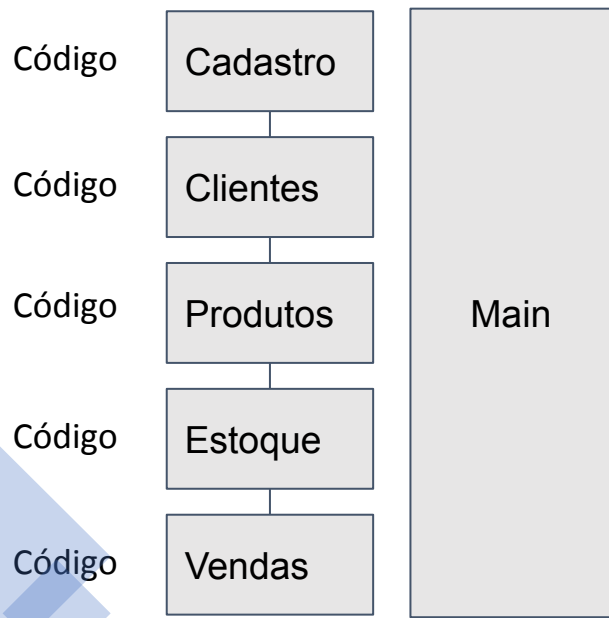 Código Cadastro
Código Clientes
Código Produtos Main
Código Estoque
Código Vendas